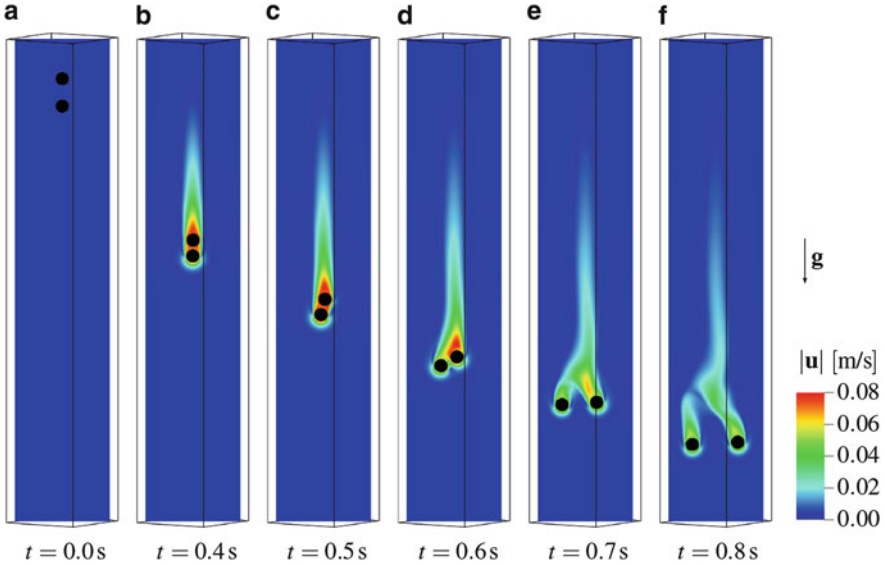 a b c d e f
g
|u| [m/s]
0.08
0.06
0.04
0.02
0.00
t = 0.0 s t = 0.4 s t = 0.5 s t = 0.6 s t = 0.7 s t = 0.8 s